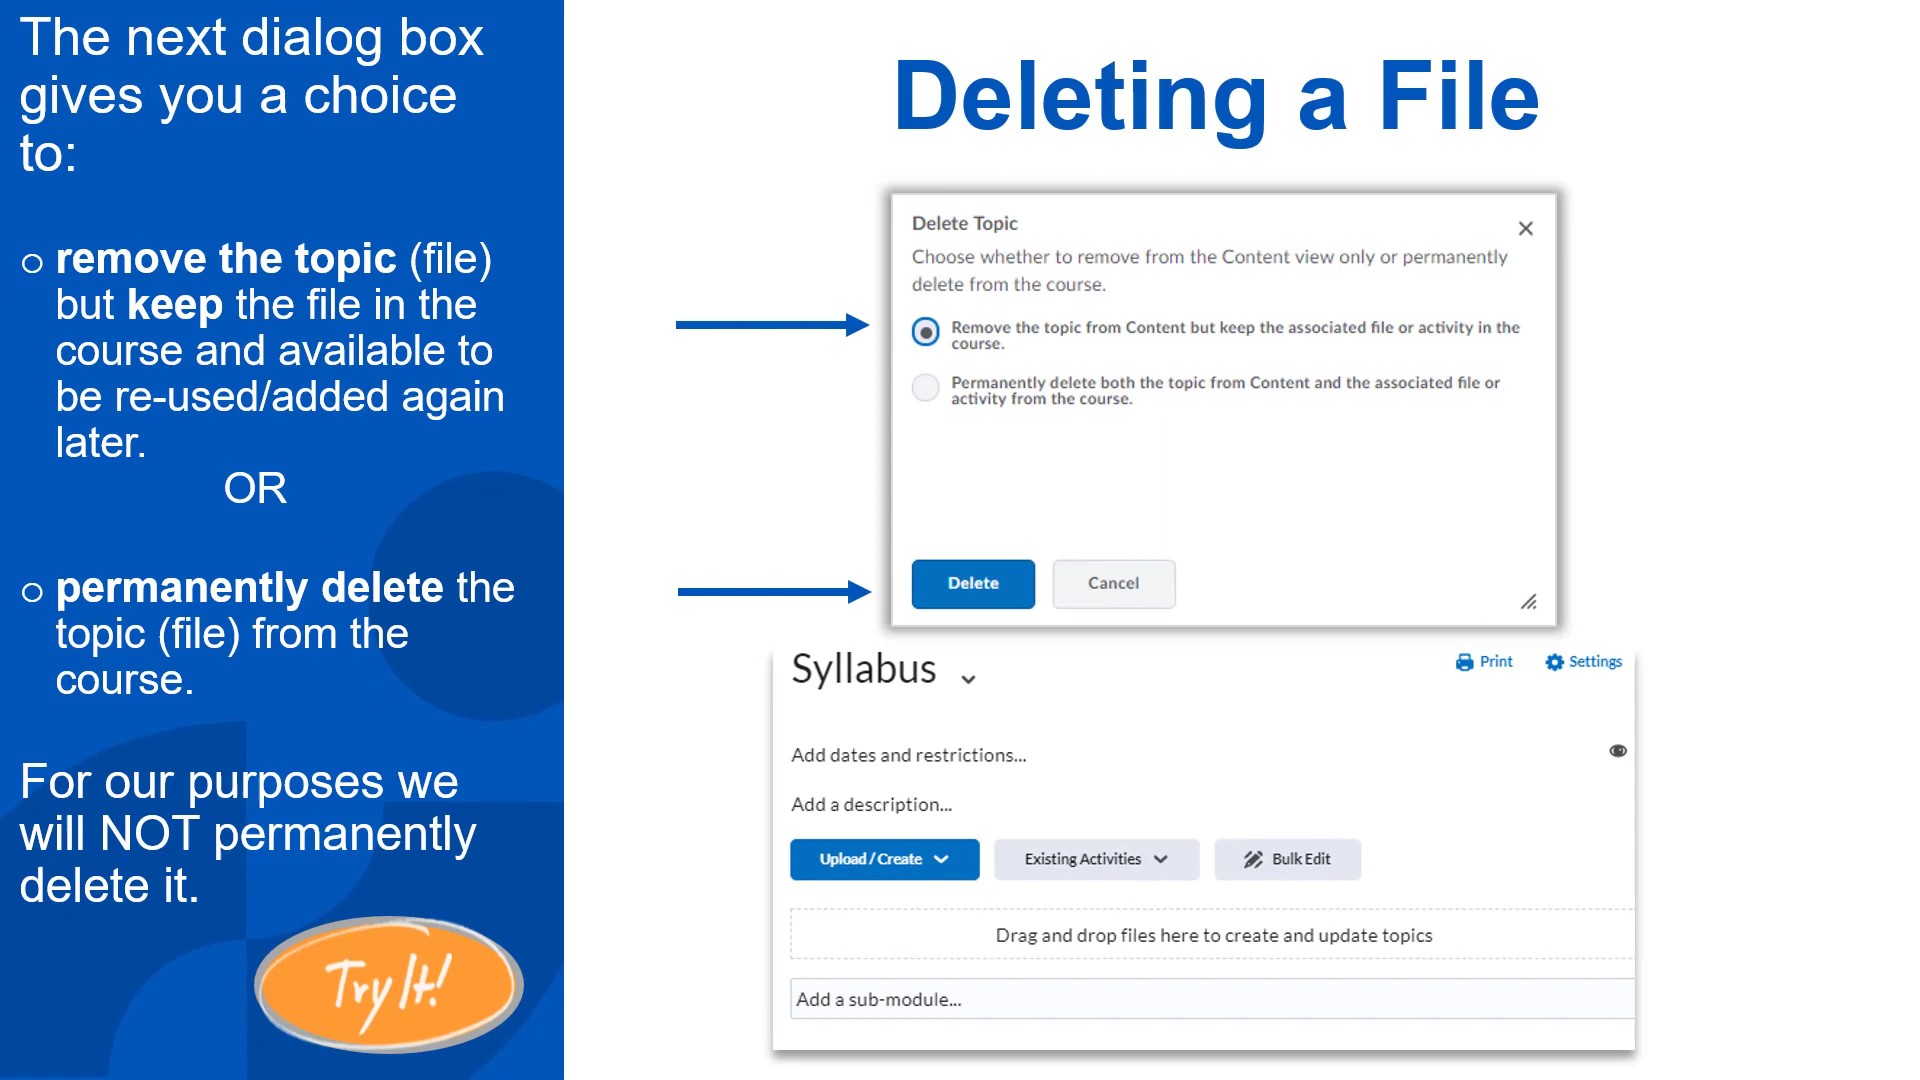 The next dialog box
gives you a choice
to:
o remove the topic (file)
but keep the file in the
course and available to
be re-used/added again
later.
OR
o permanently delete the
topic (file) from the
course.
For our purposes we
will NOT permanently
delete it.
Try It!
Deleting a File
Delete Topic
Choose whether to remove from the Content view only or permanently
delete from the course.
Remove the topic from Content but keep the associated file or activity in the
course.
Permanently delete both the topic from Content and the associated file or
activity from the course.
Delete Cancel
Syllabus Print Settings
Add dates and restrictions...
Add a description...
Upload / Create Existing Activities Bulk Edit
Drag and drop files here to create and update topics
Add a sub-module...